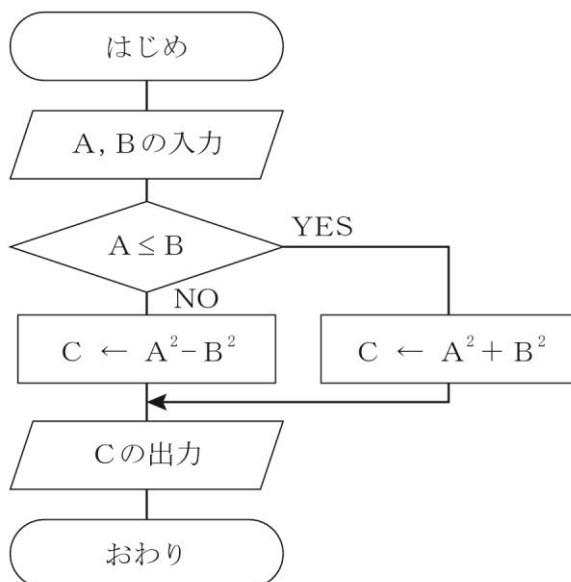 はじめ
A, Bの入力
A ≤ B
YES
NO
C ← A² − B²
C ← A² + B²
Cの出力
おわり